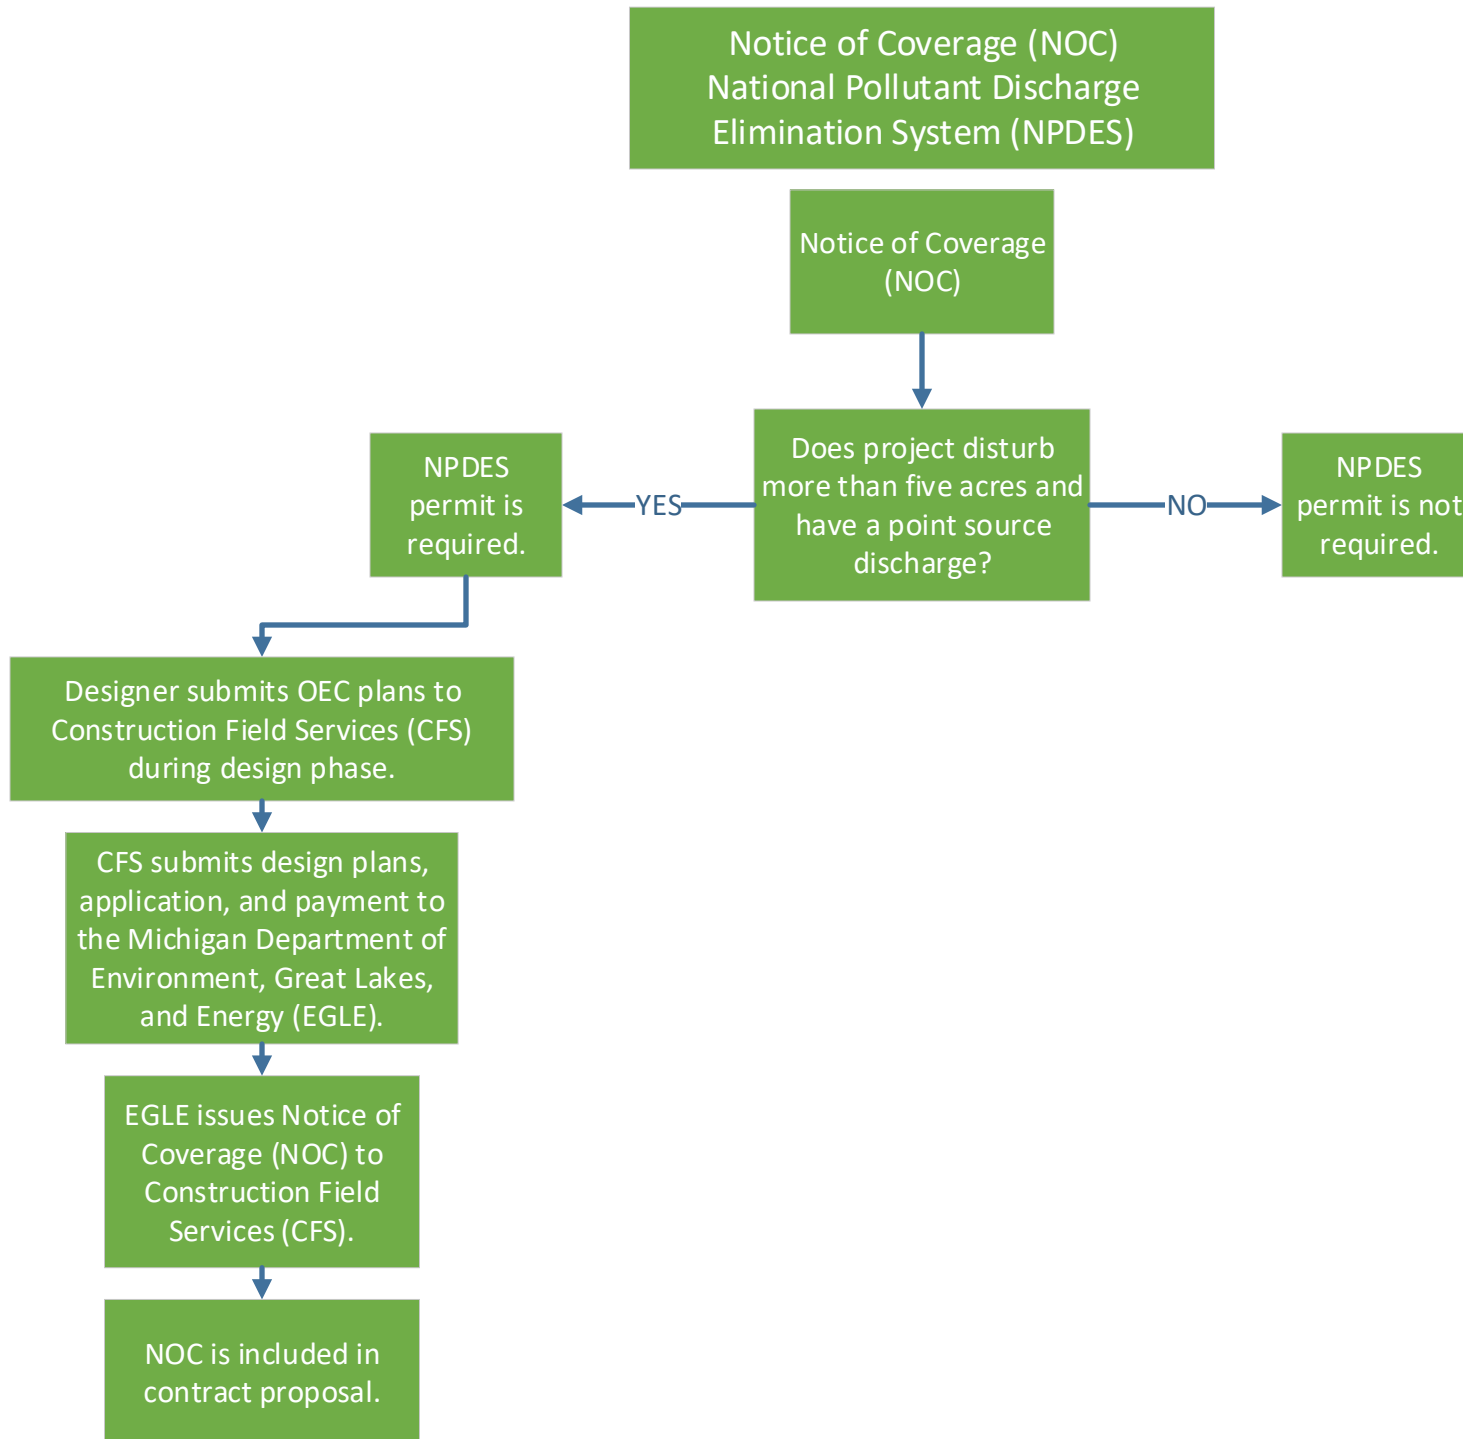 Notice of Coverage (NOC)
National Pollutant Discharge
Elimination System (NPDES)
Notice of Coverage
(NOC)
Does project disturb
more than five acres and
have a point source
discharge?
YES
NO
NPDES
permit is
required.
NPDES
permit is not
required.
Designer submits OEC plans to
Construction Field Services (CFS)
during design phase.
CFS submits design plans,
application, and payment to
the Michigan Department of
Environment, Great Lakes,
and Energy (EGLE).
EGLE issues Notice of
Coverage (NOC) to
Construction Field
Services (CFS).
NOC is included in
contract proposal.